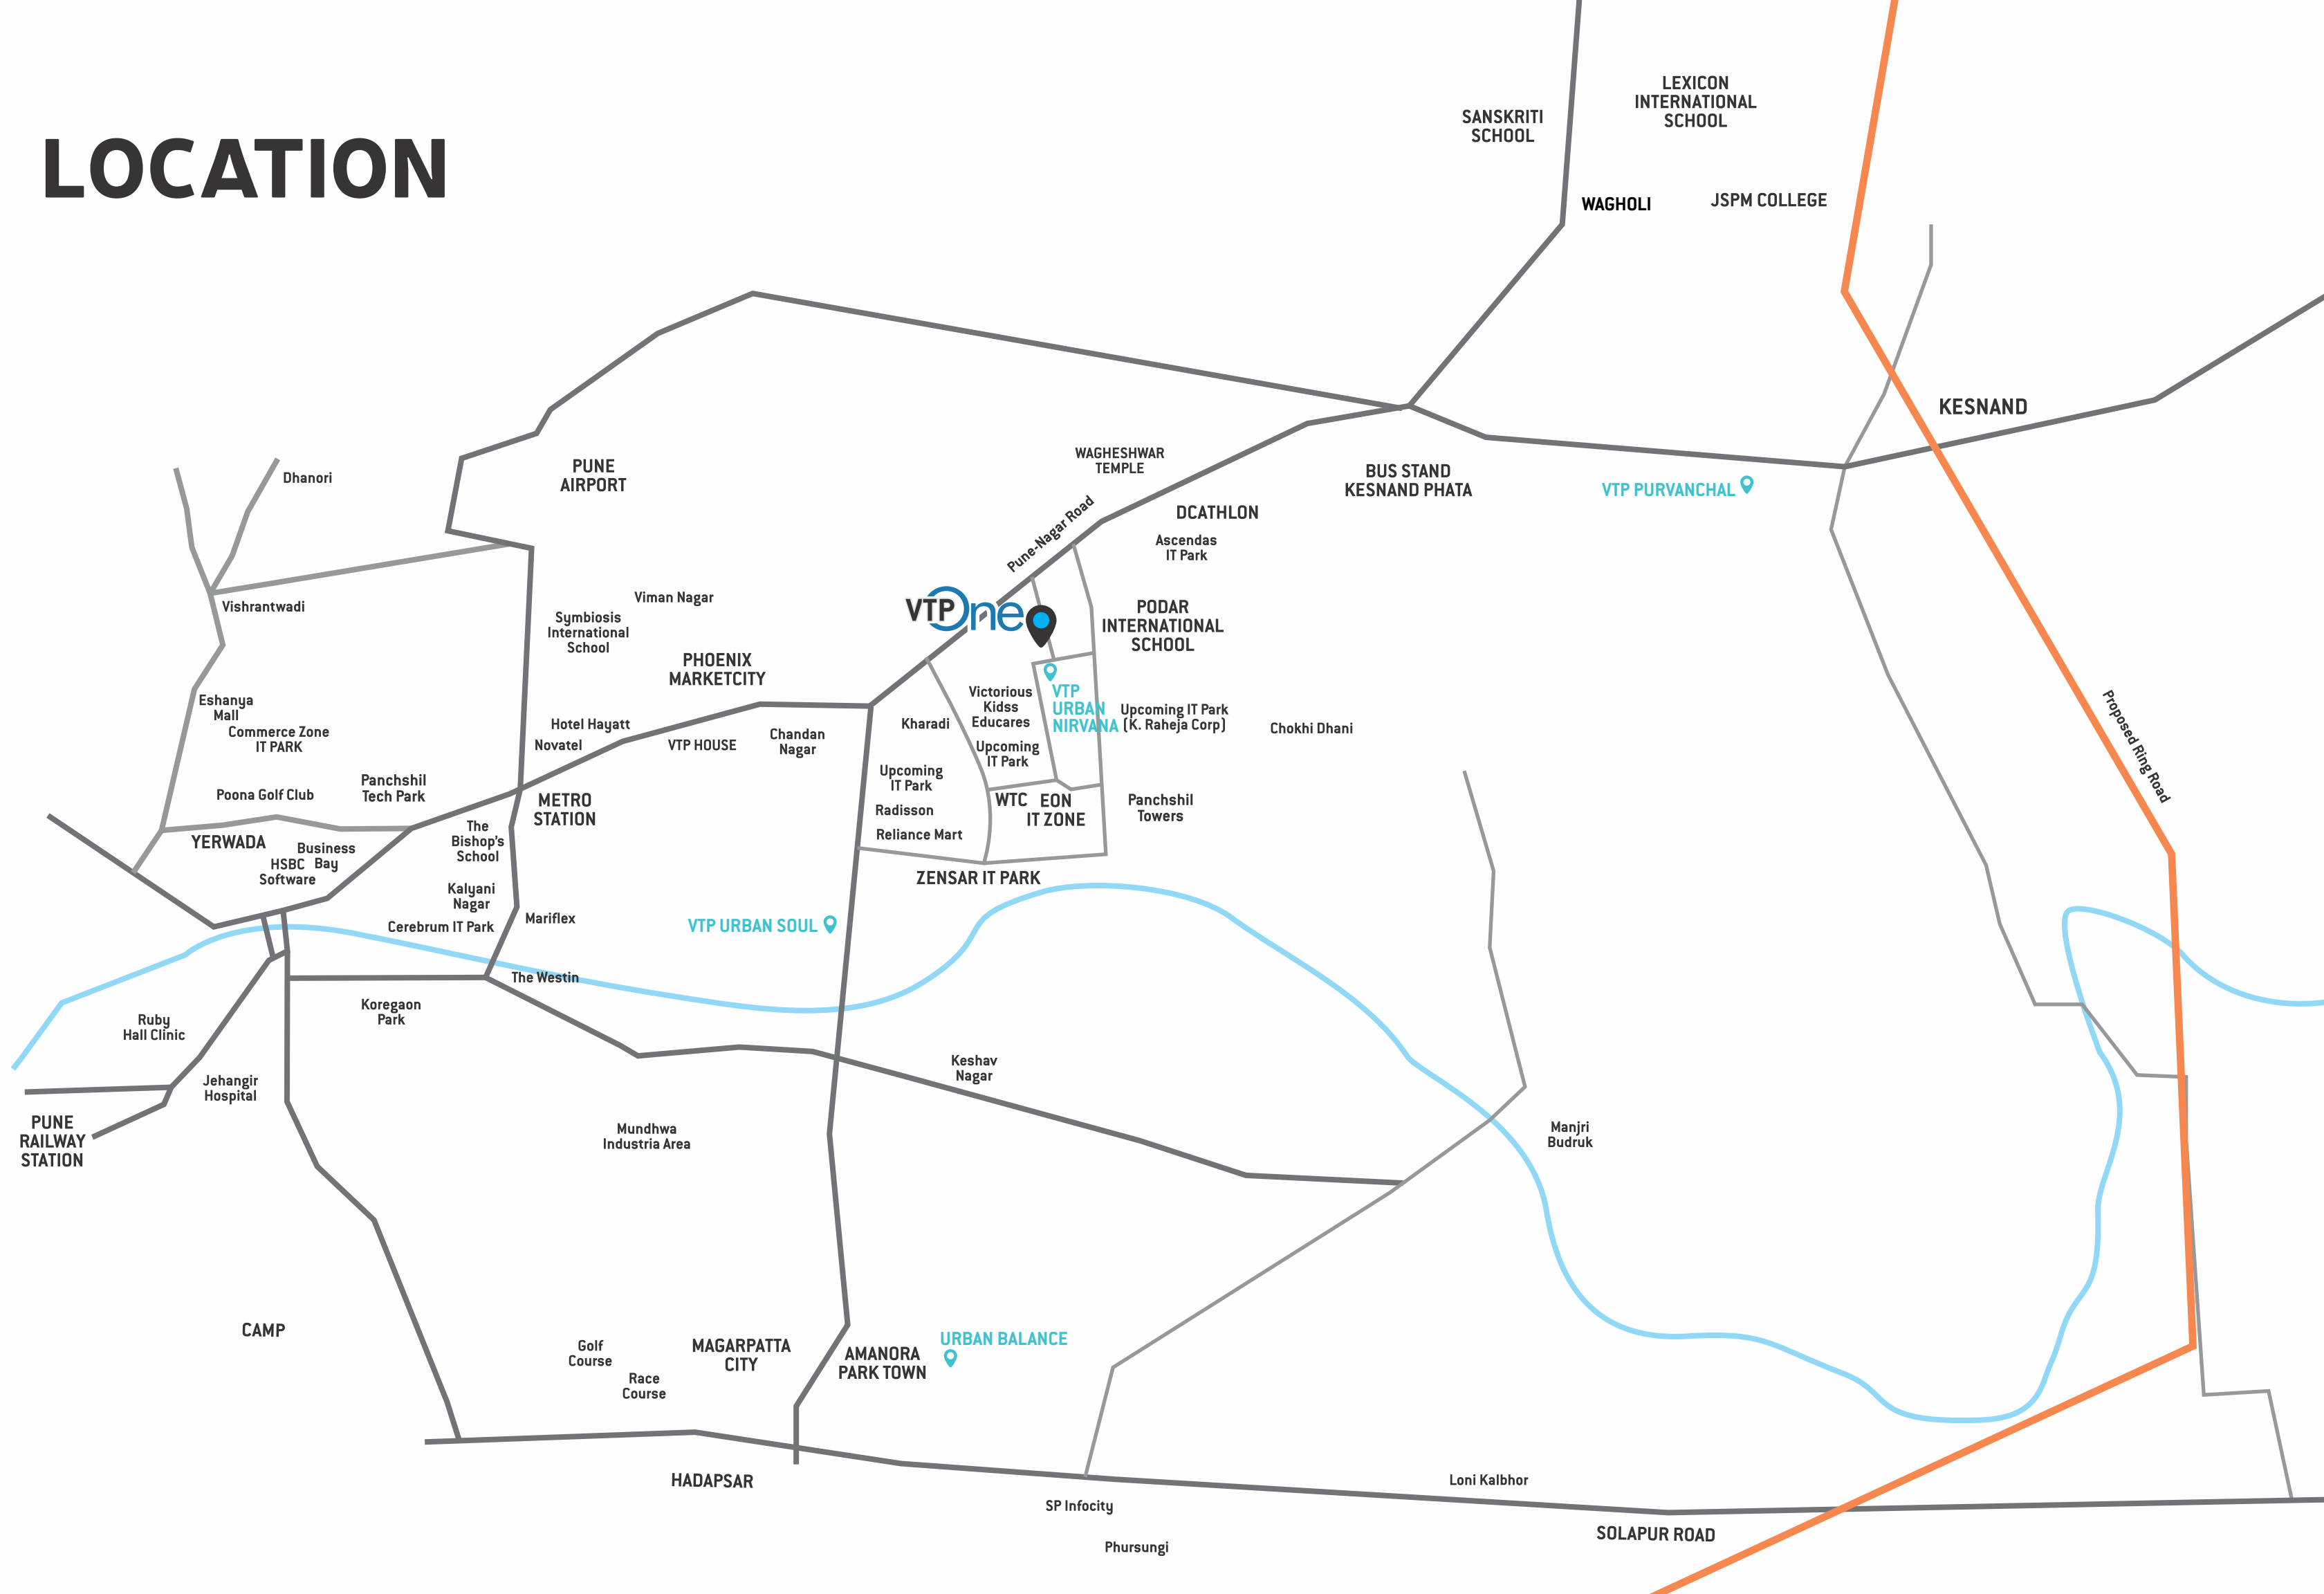 LOCATION
SANSKRITI
SCHOOL
LEXICON
INTERNATIONAL
SCHOOL
WAGHOLI
JSPM COLLEGE
KESNAND
PUNE
AIRPORT
WAGHESHWAR
TEMPLE
BUS STAND
KESNAND PHATA
VTP PURVANCHAL
Dhanori
Pune-Nagar Road
DCATHLON
Ascendas
IT Park
Vishrantwadi
Viman Nagar
Symbiosis
International
School
VTP One
PODAR
INTERNATIONAL
SCHOOL
PHOENIX
MARKETCITY
Eshanya
Mall
Commerce Zone
IT PARK
Hotel Hayatt
Novatel
VTP HOUSE
Chandan
Nagar
Kharadi
Victorious
Kidss
Educares
VTP
URBAN
NIRVANA
Upcoming IT Park
(K. Raheja Corp)
Chokhi Dhani
Proposed Ring Road
Upcoming
IT Park
Upcoming
IT Park
Poona Golf Club
Panchshil
Tech Park
METRO
STATION
Radisson
Reliance Mart
WTC
EON
IT ZONE
Panchshil
Towers
YERWADA
Business
Bay
HSBC
Software
The
Bishop's
School
ZENSAR IT PARK
Kalyani
Nagar
Cerebrum IT Park
Mariflex
VTP URBAN SOUL
The Westin
Koregaon
Park
Ruby
Hall Clinic
Jehangir
Hospital
Keshav
Nagar
PUNE
RAILWAY
STATION
Mundhwa
Industria Area
Manjri
Budruk
CAMP
Golf
Course
Race
Course
MAGARPATTA
CITY
AMANORA
PARK TOWN
URBAN BALANCE
HADAPSAR
SP Infocity
Loni Kalbhor
Phursungi
SOLAPUR ROAD